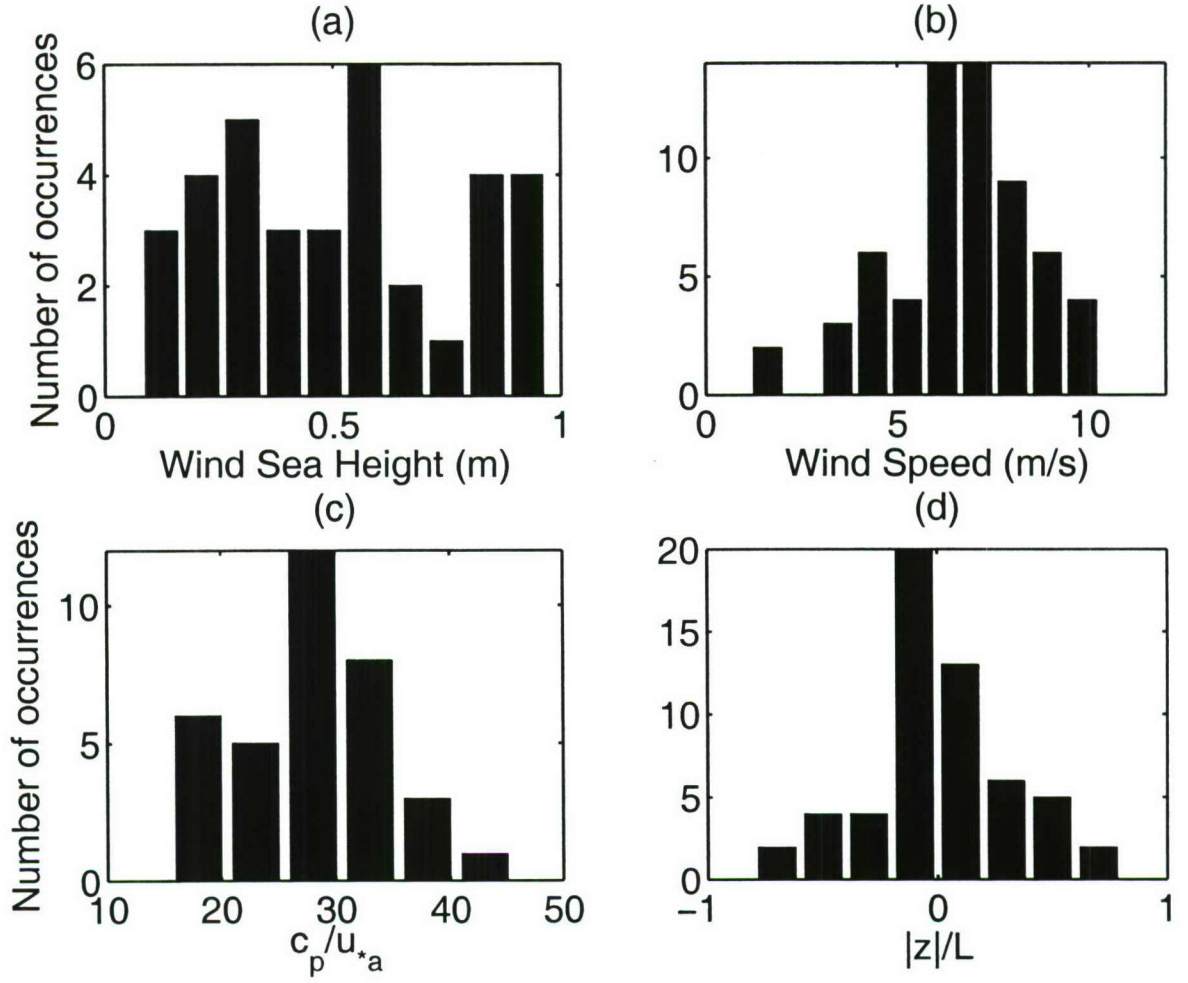 (a)
6
4
2
0
0 0.5 1
Number of occurrences
Wind Sea Height (m)
(b)
10
5
0
0 5 10
Wind Speed (m/s)
(c)
10
5
0
10 20 30 40 50
Number of occurrences
c_p/u_{*a}
(d)
20
15
10
5
0
−1 0 1
|z|/L